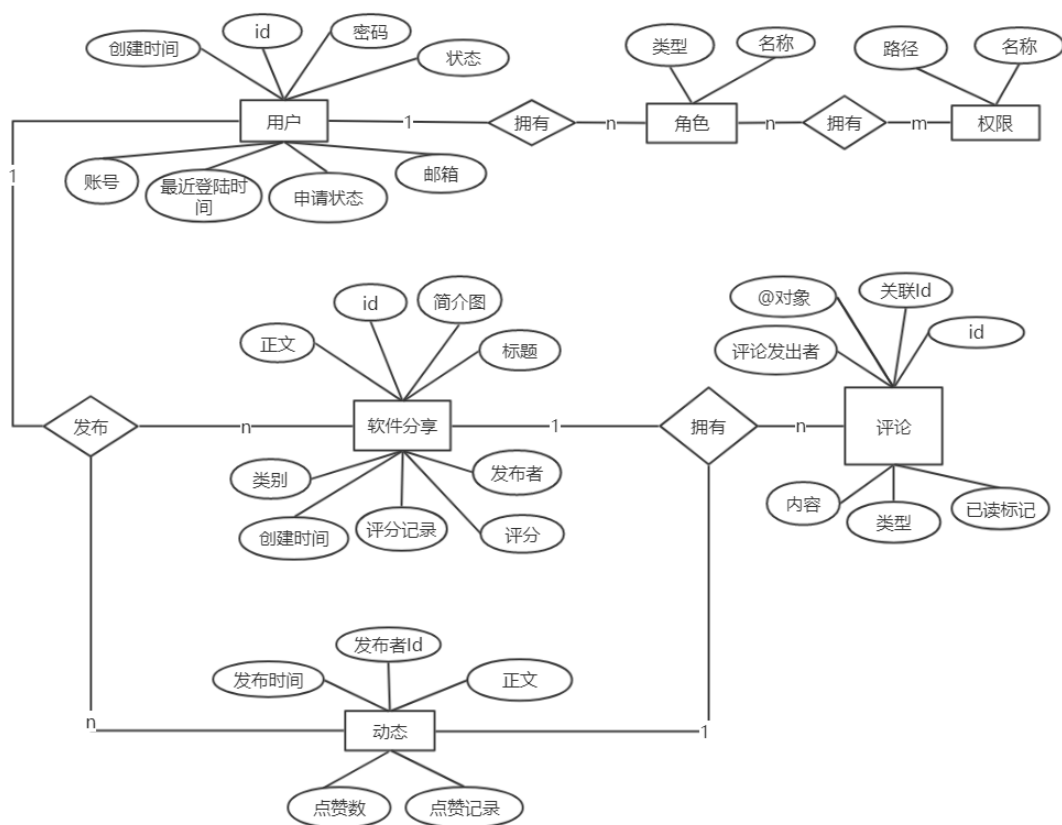 创建时间
id
密码
状态
类型
名称
路径
名称
用户
1
拥有
n
角色
n
拥有
m
权限
1
账号
最近登陆时
间
申请状态
邮箱
id
简介图
正文
标题
@对象
关联Id
评论发出者
id
发布
n
软件分享
1
拥有
n
评论
类别
发布者
创建时间
评分记录
评分
内容
类型
已读标记
发布者Id
发布时间
正文
n
动态
1
点赞数
点赞记录